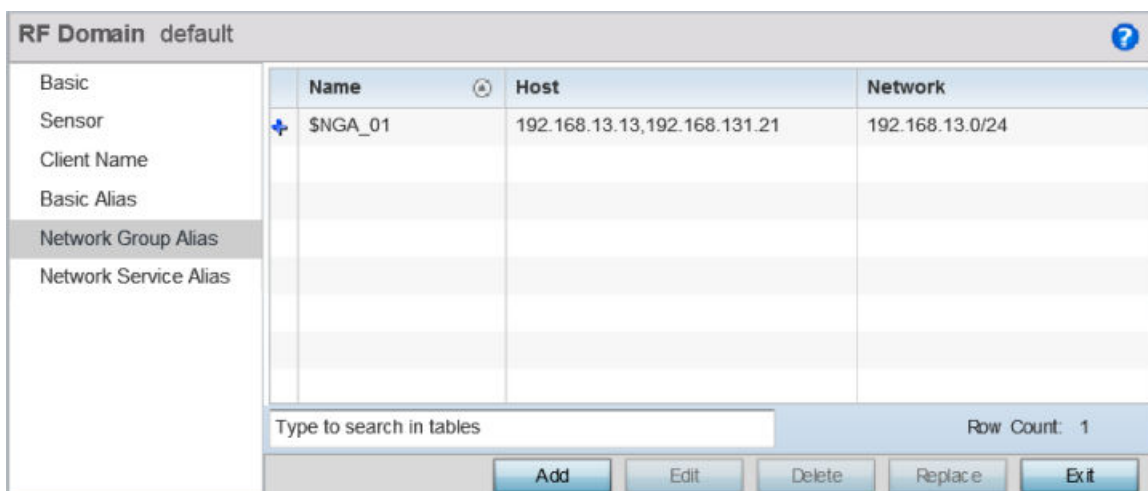 RF Domain default
?
Basic
Sensor
Client Name
Basic Alias
Network Group Alias
Network Service Alias
Name Host Network
$NGA_01 192.168.13.13,192.168.131.21 192.168.13.0/24
Type to search in tables Row Count: 1
Add Edit Delete Replace Exit